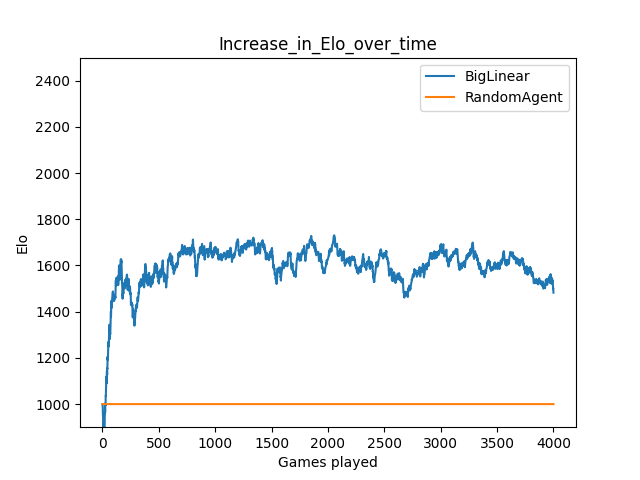 Increase_in_Elo_over_time
BigLinear
RandomAgent
2400
2200
2000
1800
1600
1400
1200
1000
Elo
0 500 1000 1500 2000 2500 3000 3500 4000
Games played